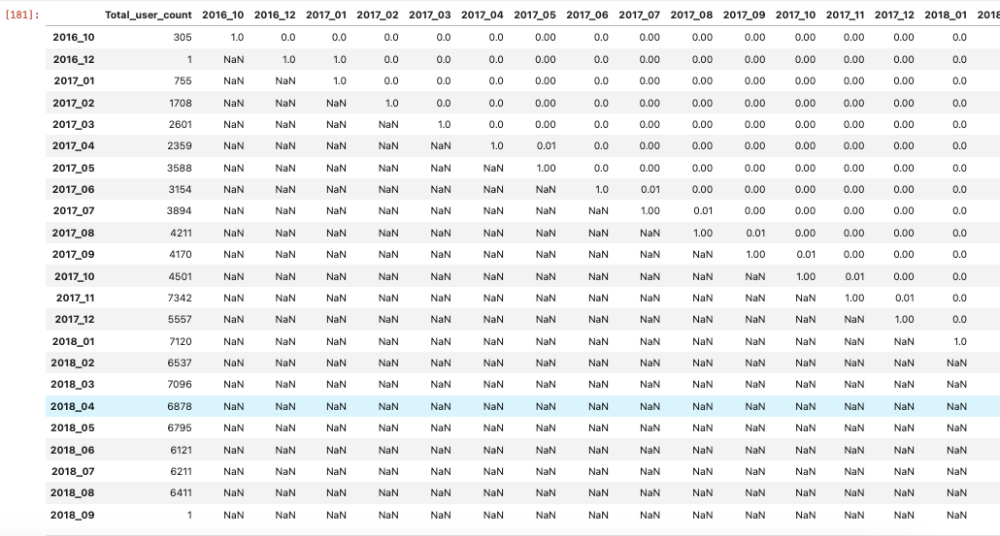 [181]: Total_user_count 2016_10 2016_12 2017_01 2017_02 2017_03 2017_04 2017_05 2017_06 2017_07 2017_08 2017_09 2017_10 2017_11 2017_12 2018_01 2018
2016_10 305 1.0 0.0 0.0 0.0 0.0 0.0 0.00 0.0 0.00 0.00 0.00 0.00 0.00 0.00 0.0
2016_12 1 NaN 1.0 1.0 0.0 0.0 0.0 0.00 0.0 0.00 0.00 0.00 0.00 0.00 0.00 0.0
2017_01 755 NaN NaN 1.0 0.0 0.0 0.0 0.00 0.0 0.00 0.00 0.00 0.00 0.00 0.00 0.0
2017_02 1708 NaN NaN NaN 1.0 0.0 0.0 0.00 0.0 0.00 0.00 0.00 0.00 0.00 0.00 0.0
2017_03 2601 NaN NaN NaN NaN 1.0 0.0 0.00 0.0 0.00 0.00 0.00 0.00 0.00 0.00 0.0
2017_04 2359 NaN NaN NaN NaN NaN 1.0 0.01 0.0 0.00 0.00 0.00 0.00 0.00 0.00 0.0
2017_05 3588 NaN NaN NaN NaN NaN NaN 1.00 0.0 0.00 0.00 0.00 0.00 0.00 0.00 0.0
2017_06 3154 NaN NaN NaN NaN NaN NaN NaN 1.0 0.01 0.00 0.00 0.00 0.00 0.00 0.0
2017_07 3894 NaN NaN NaN NaN NaN NaN NaN NaN 1.00 0.01 0.00 0.00 0.00 0.00 0.0
2017_08 4211 NaN NaN NaN NaN NaN NaN NaN NaN NaN 1.00 0.01 0.00 0.00 0.00 0.0
2017_09 4170 NaN NaN NaN NaN NaN NaN NaN NaN NaN NaN 1.00 0.01 0.00 0.00 0.0
2017_10 4501 NaN NaN NaN NaN NaN NaN NaN NaN NaN NaN NaN 1.00 0.01 0.00 0.0
2017_11 7342 NaN NaN NaN NaN NaN NaN NaN NaN NaN NaN NaN NaN 1.00 0.01 0.0
2017_12 5557 NaN NaN NaN NaN NaN NaN NaN NaN NaN NaN NaN NaN NaN 1.00 0.0
2018_01 7120 NaN NaN NaN NaN NaN NaN NaN NaN NaN NaN NaN NaN NaN NaN 1.0
2018_02 6537 NaN NaN NaN NaN NaN NaN NaN NaN NaN NaN NaN NaN NaN NaN NaN
2018_03 7096 NaN NaN NaN NaN NaN NaN NaN NaN NaN NaN NaN NaN NaN NaN NaN
2018_04 6878 NaN NaN NaN NaN NaN NaN NaN NaN NaN NaN NaN NaN NaN NaN NaN
2018_05 6795 NaN NaN NaN NaN NaN NaN NaN NaN NaN NaN NaN NaN NaN NaN NaN
2018_06 6121 NaN NaN NaN NaN NaN NaN NaN NaN NaN NaN NaN NaN NaN NaN NaN
2018_07 6211 NaN NaN NaN NaN NaN NaN NaN NaN NaN NaN NaN NaN NaN NaN NaN
2018_08 6411 NaN NaN NaN NaN NaN NaN NaN NaN NaN NaN NaN NaN NaN NaN NaN
2018_09 1 NaN NaN NaN NaN NaN NaN NaN NaN NaN NaN NaN NaN NaN NaN NaN